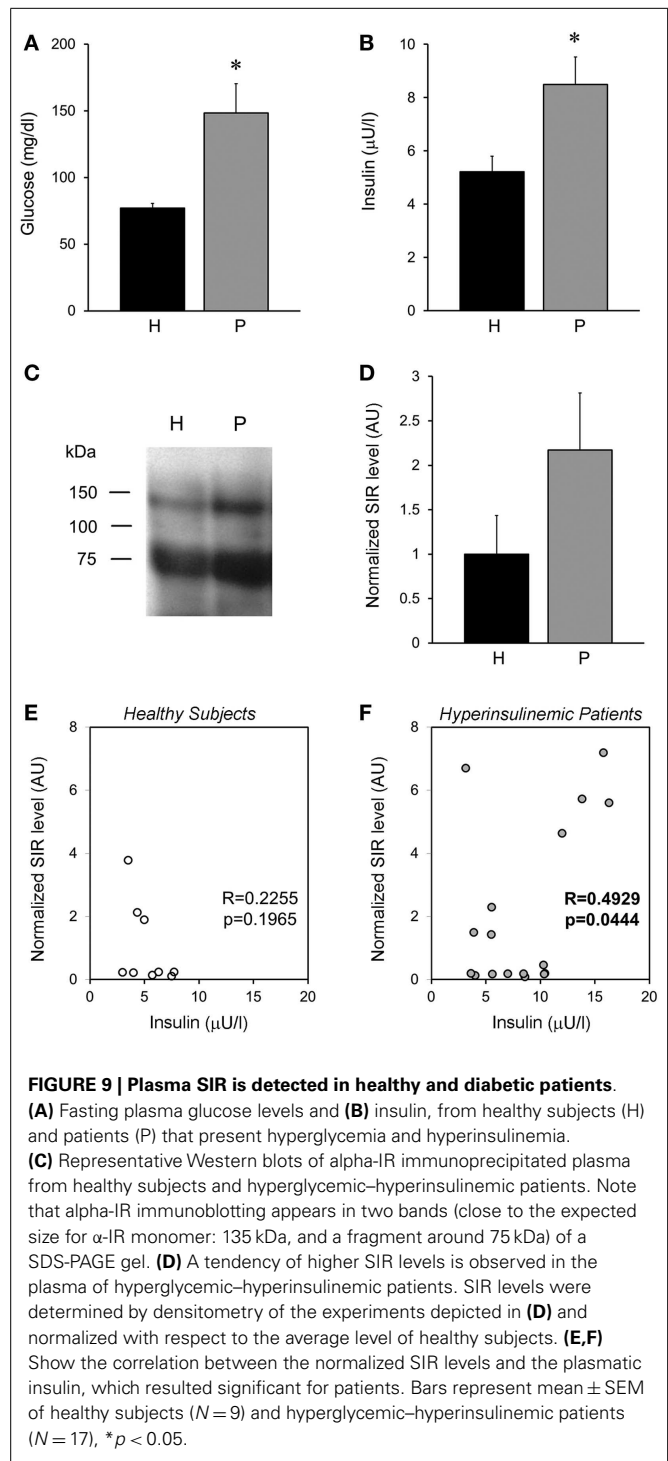 A
200
150
100
50
0
Glucose (mg/dl)
*
H P
B
10
8
6
4
2
0
Insulin (μU/l)
*
H P
C
H P
kDa
150
100
75
D
3
2.5
2
1.5
1
0.5
0
Normalized SIR level (AU)
H P
E
Healthy Subjects
8
6
4
2
0
Normalized SIR level (AU)
R=0.2255
p=0.1965
0 5 10 15 20
Insulin (μU/l)
F
Hyperinsulinemic Patients
8
6
4
2
0
Normalized SIR level (AU)
R=0.4929
p=0.0444
0 5 10 15 20
Insulin (μU/l)
FIGURE 9 | Plasma SIR is detected in healthy and diabetic patients.
(A) Fasting plasma glucose levels and (B) insulin, from healthy subjects (H)
and patients (P) that present hyperglycemia and hyperinsulinemia.
(C) Representative Western blots of alpha-IR immunoprecipitated plasma
from healthy subjects and hyperglycemic–hyperinsulinemic patients. Note
that alpha-IR immunoblotting appears in two bands (close to the expected
size for α-IR monomer: 135 kDa, and a fragment around 75 kDa) of a
SDS-PAGE gel. (D) A tendency of higher SIR levels is observed in the
plasma of hyperglycemic–hyperinsulinemic patients. SIR levels were
determined by densitometry of the experiments depicted in (D) and
normalized with respect to the average level of healthy subjects. (E,F)
Show the correlation between the normalized SIR levels and the plasmatic
insulin, which resulted significant for patients. Bars represent mean ± SEM
of healthy subjects (N = 9) and hyperglycemic–hyperinsulinemic patients
(N = 17), *p < 0.05.